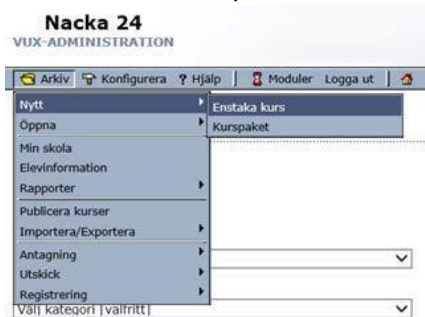 Nacka 24
VUX-ADMINISTRATION
Arkiv Konfigurera ? Hjälp Moduler Logga ut
Nytt Enstaka kurs
Öppna Kurspaket
Min skola
Elevinformation
Rapporter
Publicera kurser
Importera/Exportera
Antagning
Utskick
Registrering
Välj kategori [valfritt]